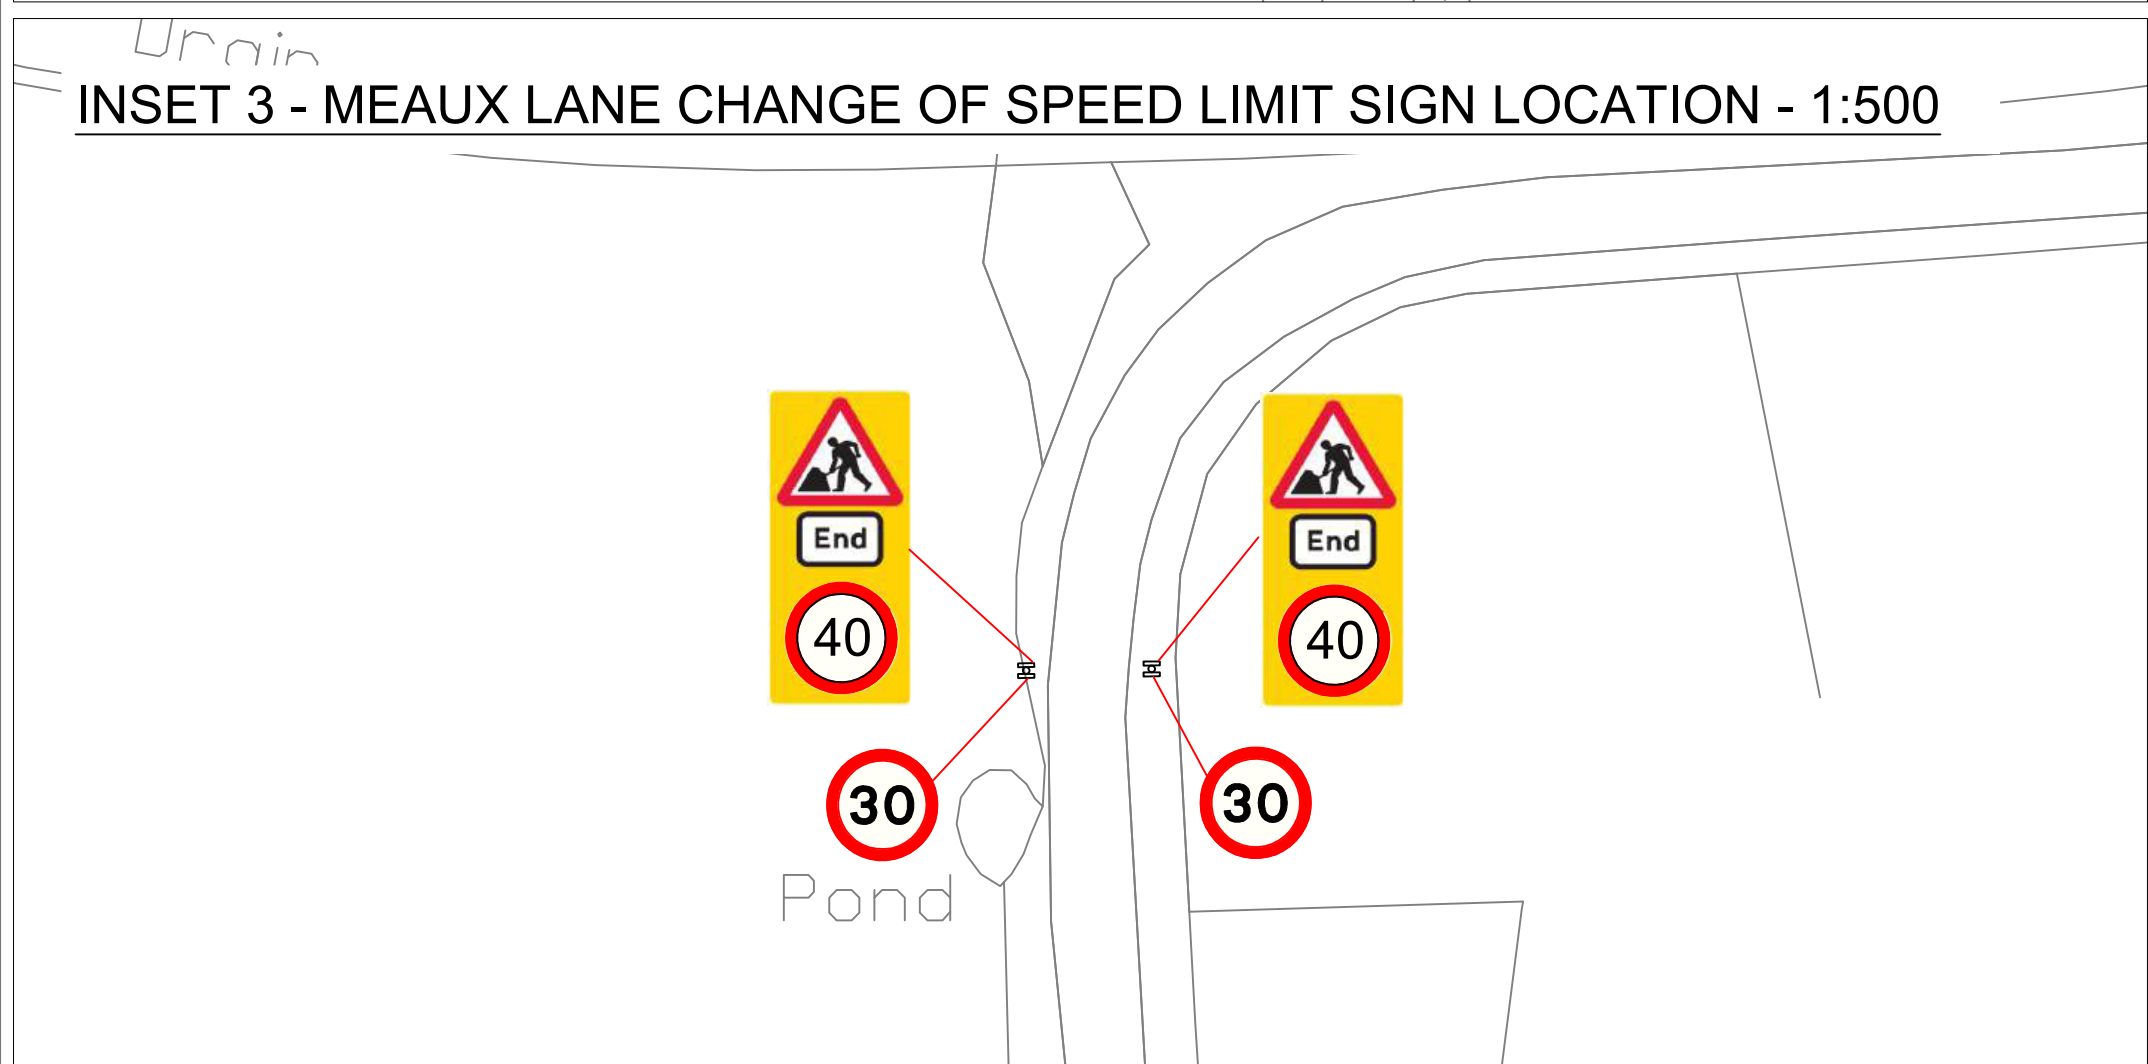 Drain
INSET 3 - MEAUX LANE CHANGE OF SPEED LIMIT SIGN LOCATION - 1:500
End
40
End
40
30
30
Pond